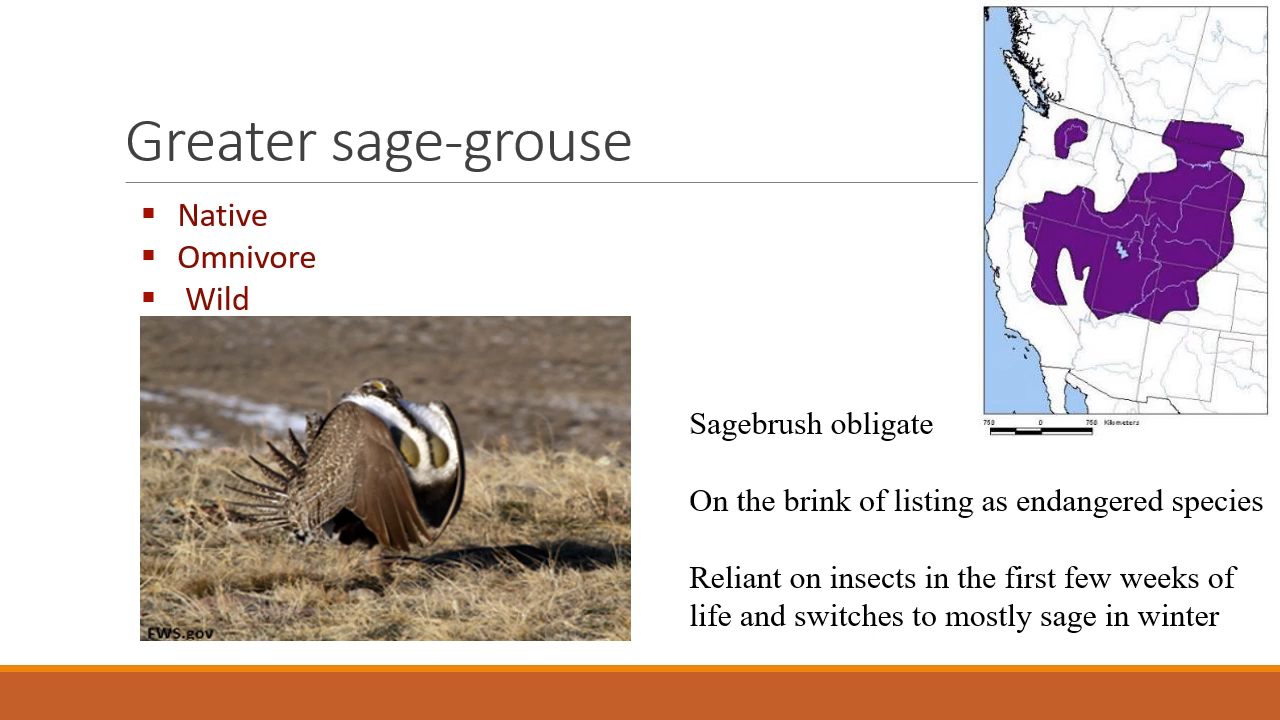 Greater sage-grouse
▪ Native
▪ Omnivore
▪ Wild
FWS.gov
750 0 750 Kilometers
Sagebrush obligate
On the brink of listing as endangered species
Reliant on insects in the first few weeks of
life and switches to mostly sage in winter